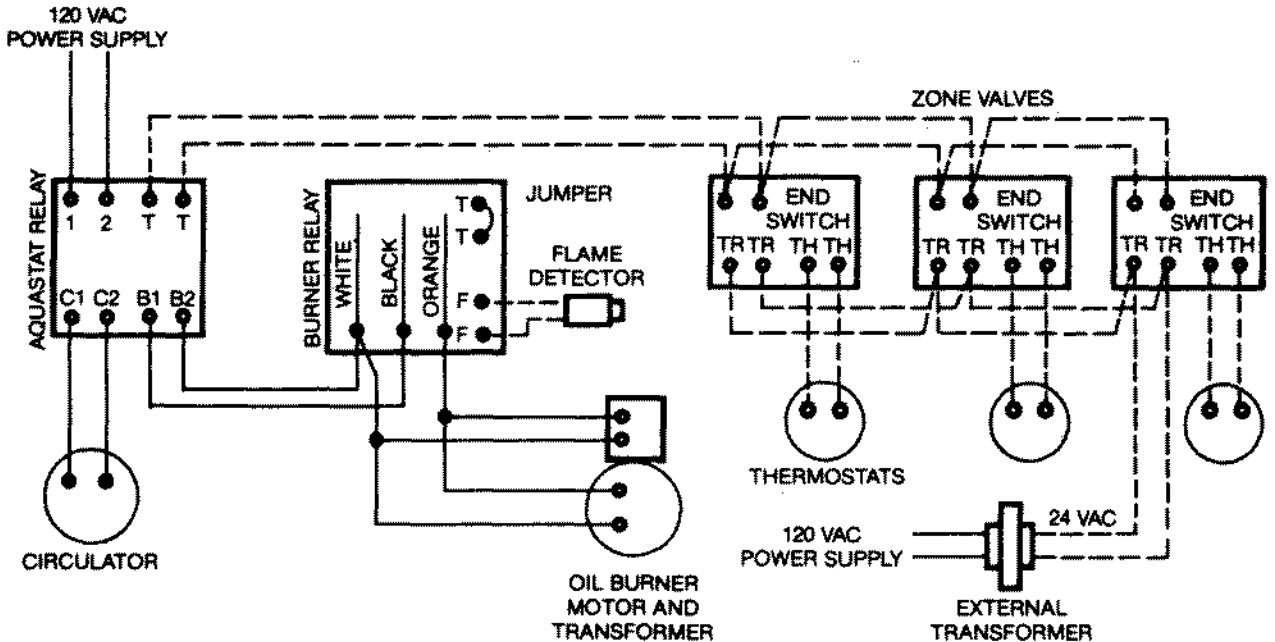 120 VAC
POWER SUPPLY
ZONE VALVES
AQUASTAT RELAY
1 2 T T
C1 C2 B1 B2
BURNER RELAY
WHITE
BLACK
ORANGE
T
T
F
F
JUMPER
FLAME
DETECTOR
END
SWITCH
TR TR TH TH
END
SWITCH
TR TR TH TH
END
SWITCH
TR TR TH TH
THERMOSTATS
CIRCULATOR
OIL BURNER
MOTOR AND
TRANSFORMER
120 VAC
POWER SUPPLY
24 VAC
EXTERNAL
TRANSFORMER